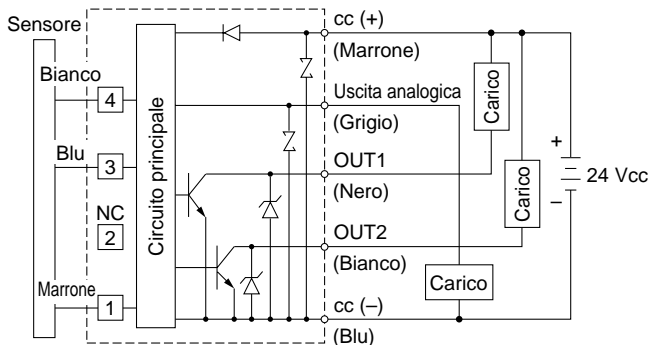 Sensore
Bianco
4
Blu
3
NC
2
Marrone
1
Circuito principale
cc (+)
(Marrone)
Uscita analogica
(Grigio)
OUT1
(Nero)
OUT2
(Bianco)
cc (–)
(Blu)
Carico
Carico
Carico
+
24 Vcc
–